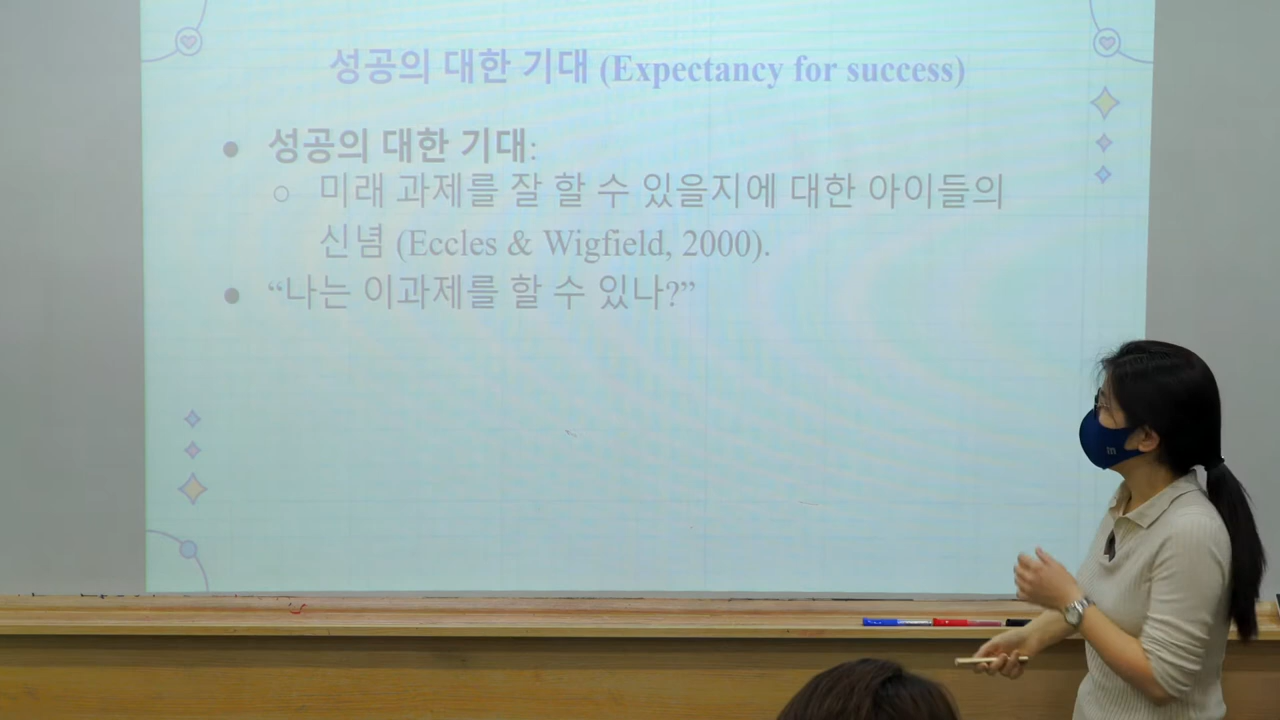 성공의 대한 기대 (Expectancy for success)
성공의 대한 기대:
미래 과제를 잘 할 수 있을지에 대한 아이들의
신념 (Eccles & Wigfield, 2000).
“나는 이과제를 할 수 있나?”
m